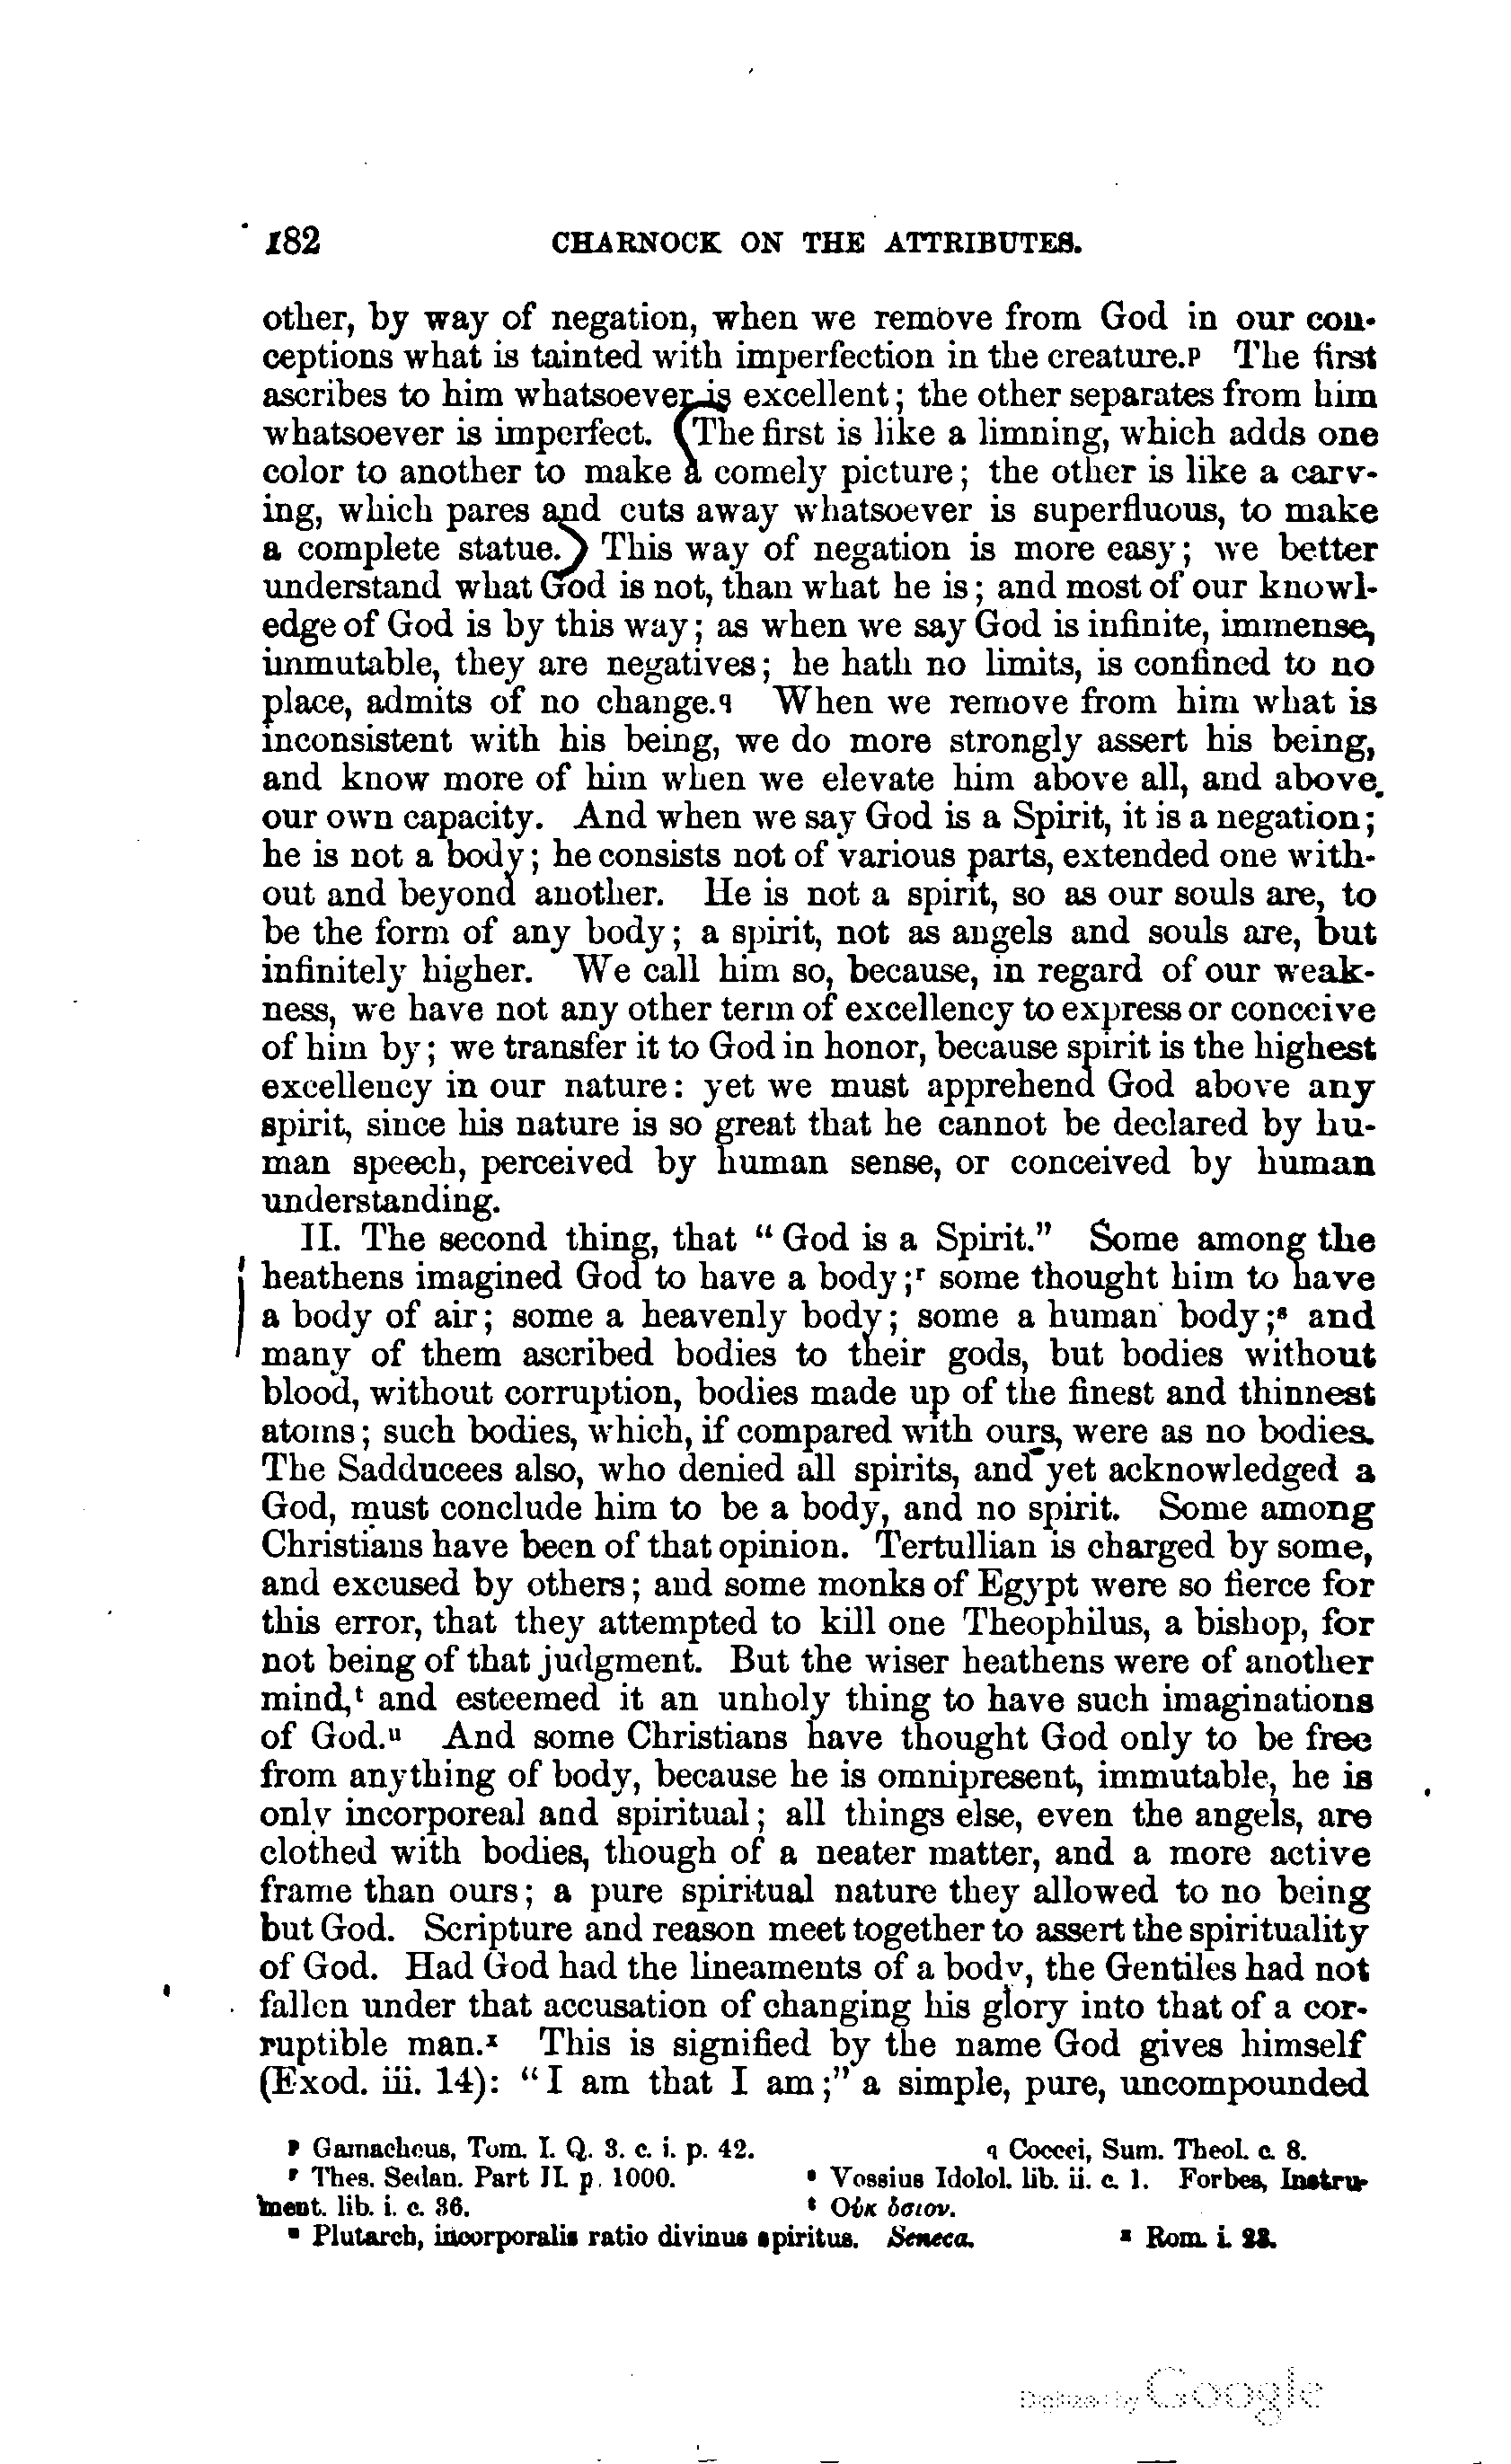 182 CHARNOCK ON THE ATTRIBUTES.
other, by way of negation, when we remove from God in our con-
ceptions what is tainted with imperfection in the creature.p The first
ascribes to him whatsoever is excellent; the other separates from him
whatsoever is imperfect. (The first is like a limning, which adds one
color to another to make a comely picture; the other is like a carv-
ing, which pares and cuts away whatsoever is superfluous, to make
a complete statue.) This way of negation is more easy; we better
understand what God is not, than what he is; and most of our knowl-
edge of God is by this way; as when we say God is infinite, immense,
immutable, they are negatives; he hath no limits, is confined to no
place, admits of no change.q When we remove from him what is
inconsistent with his being, we do more strongly assert his being,
and know more of him when we elevate him above all, and above
our own capacity. And when we say God is a Spirit, it is a negation;
he is not a body; he consists not of various parts, extended one with-
out and beyond another. He is not a spirit, so as our souls are, to
be the form of any body; a spirit, not as angels and souls are, but
infinitely higher. We call him so, because, in regard of our weak-
ness, we have not any other term of excellency to express or conceive
of him by; we transfer it to God in honor, because spirit is the highest
excellency in our nature: yet we must apprehend God above any
spirit, since his nature is so great that he cannot be declared by hu-
man speech, perceived by human sense, or conceived by human
understanding.
II. The second thing, that "God is a Spirit." Some among the
heathens imagined God to have a body;r some thought him to have
a body of air; some a heavenly body; some a human body;s and
many of them ascribed bodies to their gods, but bodies without
blood, without corruption, bodies made up of the finest and thinnest
atoms; such bodies, which, if compared with ours, were as no bodies.
The Sadducees also, who denied all spirits, and yet acknowledged a
God, must conclude him to be a body, and no spirit. Some among
Christians have been of that opinion. Tertullian is charged by some,
and excused by others; and some monks of Egypt were so fierce for
this error, that they attempted to kill one Theophilus, a bishop, for
not being of that judgment. But the wiser heathens were of another
mind,t and esteemed it an unholy thing to have such imaginations
of God.u And some Christians have thought God only to be free
from anything of body, because he is omnipresent, immutable, he is
only incorporeal and spiritual; all things else, even the angels, are
clothed with bodies, though of a neater matter, and a more active
frame than ours; a pure spiritual nature they allowed to no being
but God. Scripture and reason meet together to assert the spirituality
of God. Had God had the lineaments of a body, the Gentiles had not
fallen under that accusation of changing his glory into that of a cor-
ruptible man.x This is signified by the name God gives himself
(Exod. iii. 14): "I am that I am;" a simple, pure, uncompounded
p Gamacheus, Tom. I. Q. 3. c. i. p. 42. q Coccei, Sum. Theol. c. 8.
r Thes. Sedan. Part II. p. 1000. s Vossius Idolol. lib. ii. c. 1. Forbes, Instru-
ment. lib. i. c. 36. t Οὐκ ὅσιον.
u Plutarch, incorporalis ratio divinus spiritus. Seneca. x Rom. i. 23.
Digitized by Google